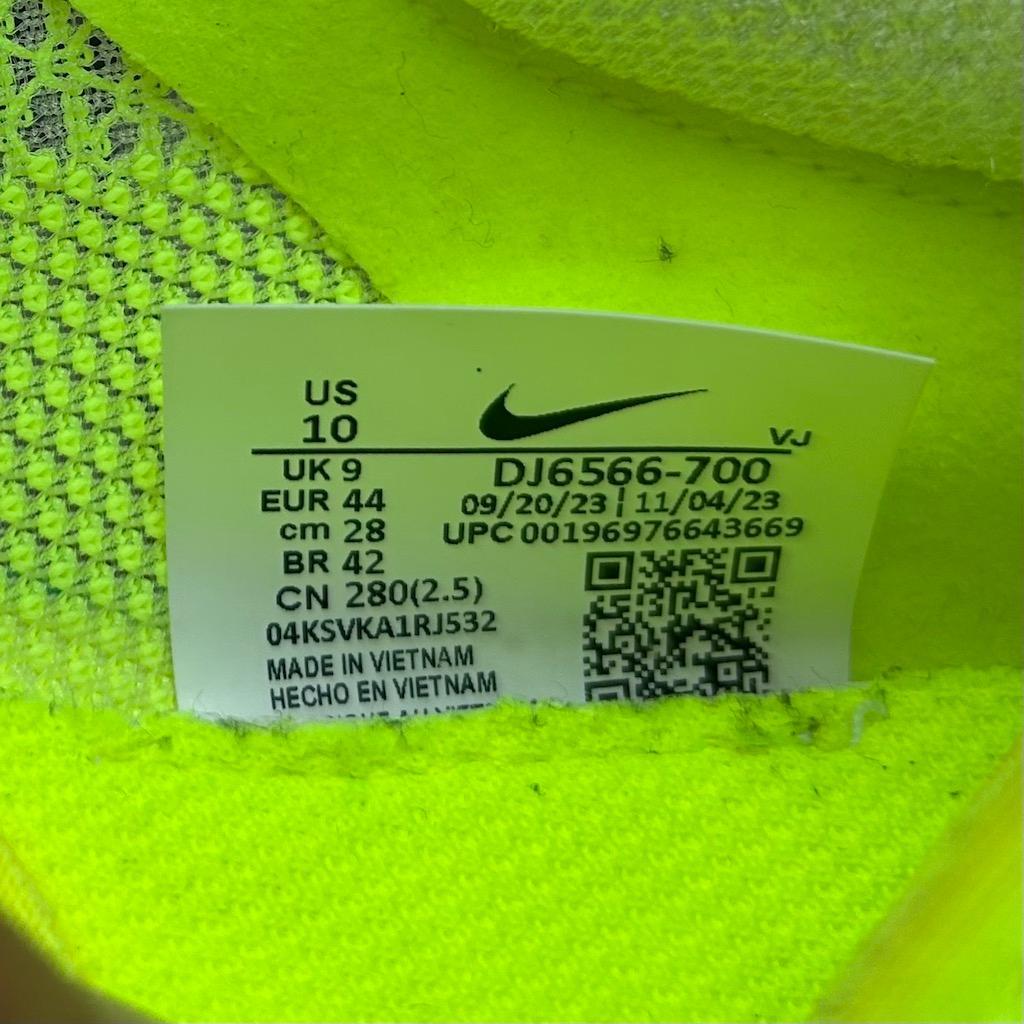 US
10
VJ
UK 9
DJ6566-700
EUR 44
09/20/23 | 11/04/23
cm 28
UPC 00196976643669
BR 42
CN 280(2.5)
04KSVKA1RJ532
MADE IN VIETNAM
HECHO EN VIETNAM